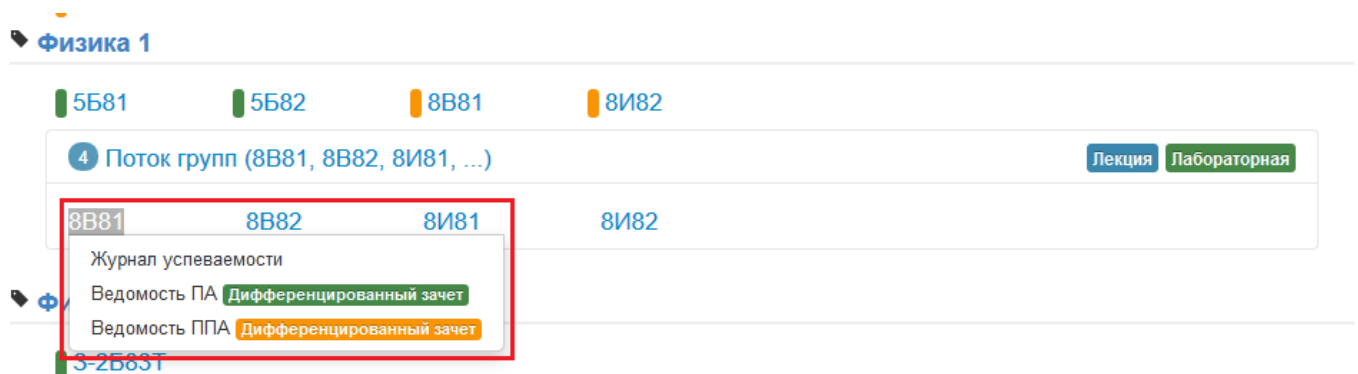 Физика 1
5Б81 5Б82 8В81 8И82
4 Поток групп (8В81, 8В82, 8И81, ...) Лекция Лабораторная
8В81 8В82 8И81 8И82
Журнал успеваемости
Ведомость ПА Дифференцированный зачет
Ведомость ППА Дифференцированный зачет
3-2Б83Т